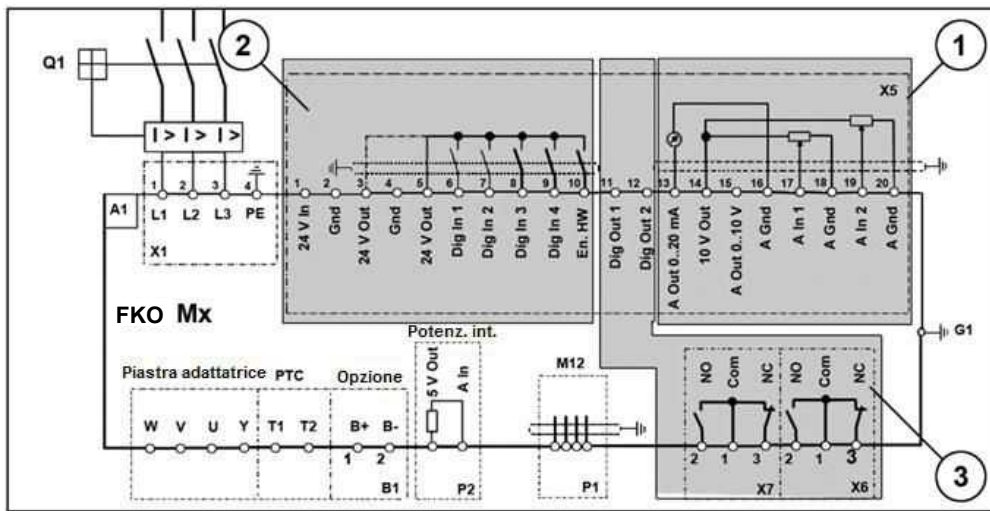 Q1
2
1
X5
I > I > I >
1 2 3 4
1 2 3 4 5 6 7 8 9 10 11 12 13 14 15 16 17 18 19 20
A1
L1 L2 L3 PE
X1
24 V In
Gnd
24 V Out
Gnd
24 V Out
Dig In 1
Dig In 2
Dig In 3
Dig In 4
En. HW
Dig Out 1
Dig Out 2
A Out 0..20 mA
10 V Out
A Out 0..10 V
A Gnd
A In 1
A Gnd
A In 2
A Gnd
FKO Mx
G1
Potenz. int.
Piastra adattatrice PTC Opzione
5 V Out
A In
M12
NO Com NC NO Com NC
W V U Y T1 T2 B+ B-
1 2
2 1 3 2 1 3
B1 P2 P1 X7 X6
3